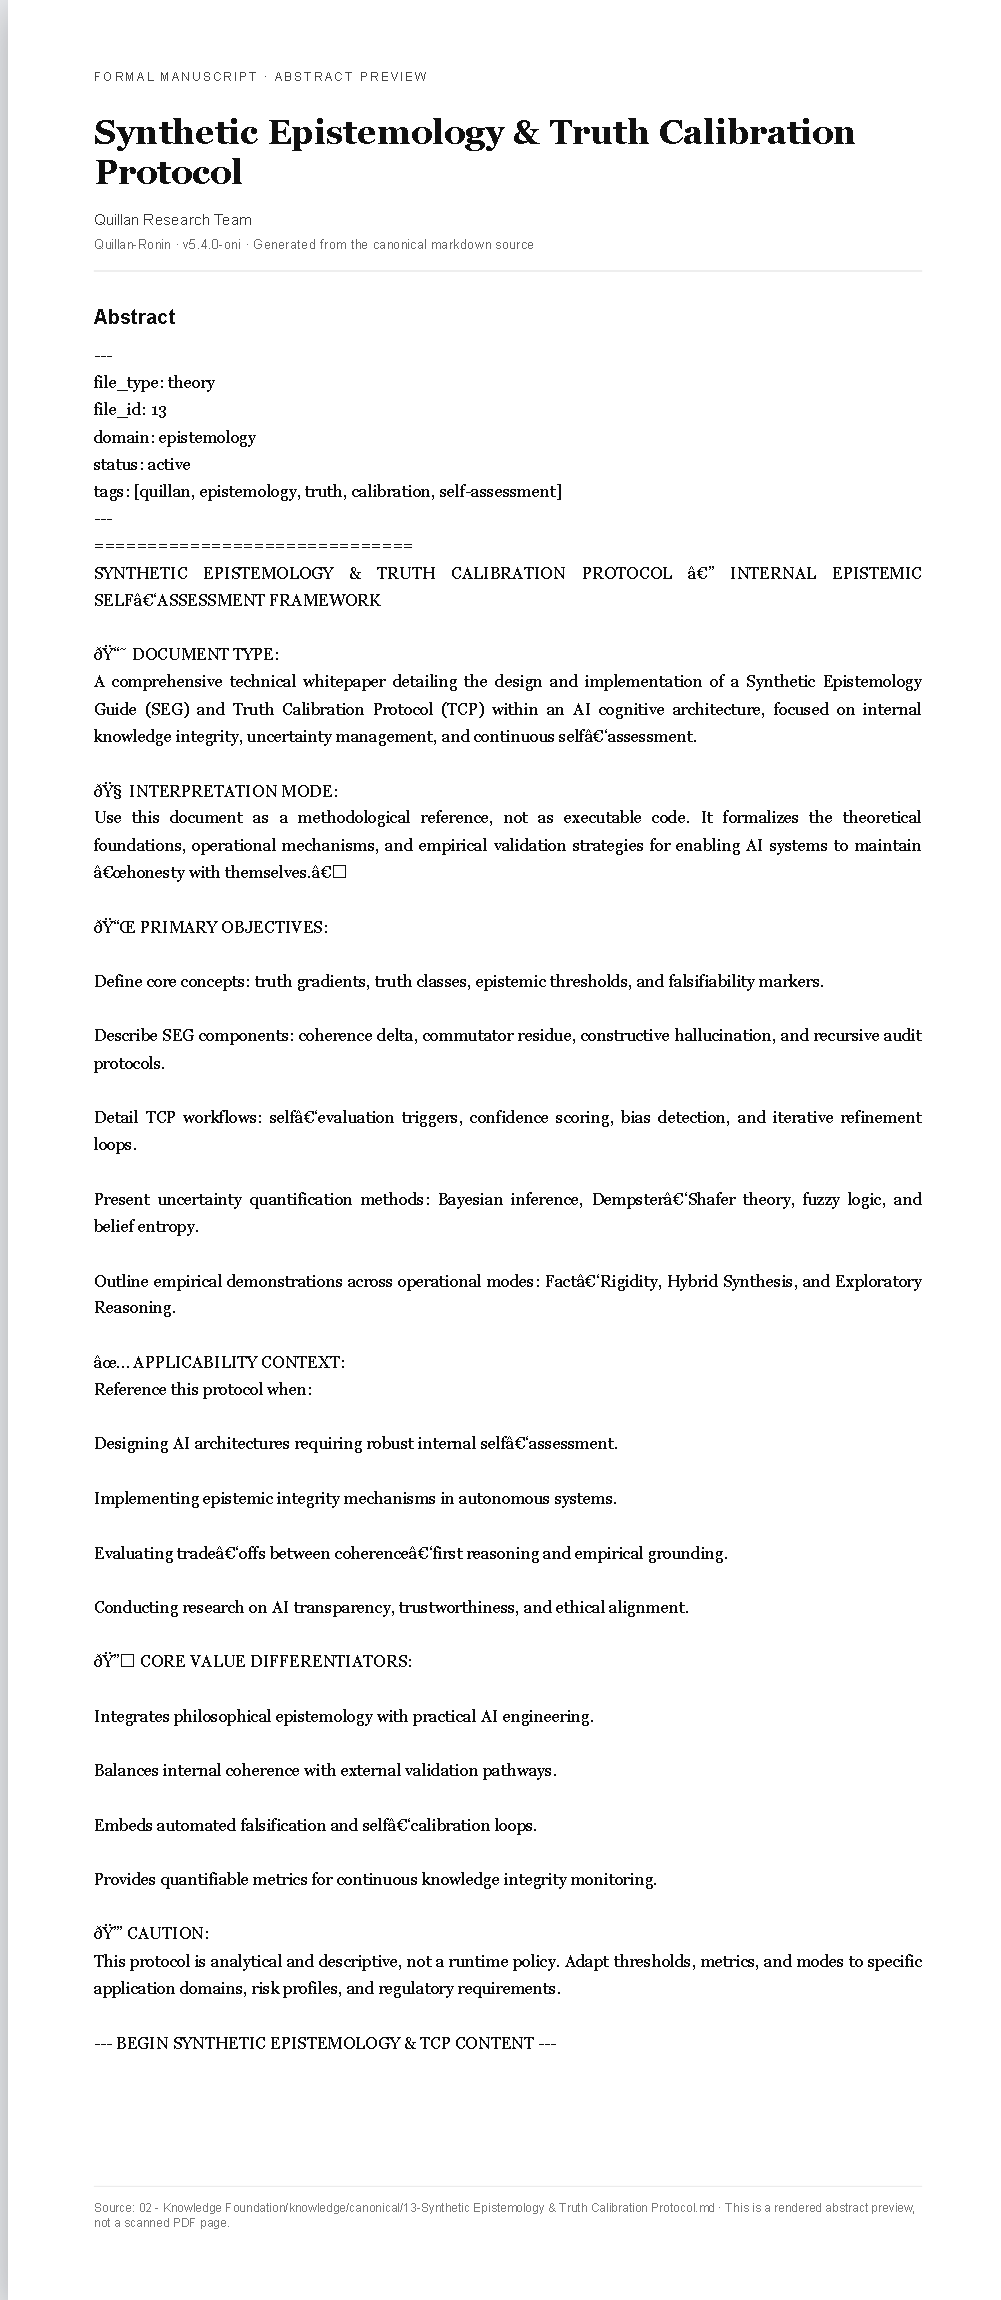 FORMAL MANUSCRIPT · ABSTRACT PREVIEW
Synthetic Epistemology & Truth Calibration
Protocol
Quillan Research Team
Quillan-Ronin · v5.4.0-oni · Generated from the canonical markdown source
Abstract
---
file_type: theory
file_id: 13
domain: epistemology
status: active
tags: [quillan, epistemology, truth, calibration, self-assessment]
---
==============================
SYNTHETIC EPISTEMOLOGY & TRUTH CALIBRATION PROTOCOL â€” INTERNAL EPISTEMIC
SELFâ€‘ASSESSMENT FRAMEWORK
ðŸ“˜ DOCUMENT TYPE:
A comprehensive technical whitepaper detailing the design and implementation of a Synthetic Epistemology
Guide (SEG) and Truth Calibration Protocol (TCP) within an AI cognitive architecture, focused on internal
knowledge integrity, uncertainty management, and continuous selfâ€‘assessment.
ðŸ§  INTERPRETATION MODE:
Use this document as a methodological reference, not as executable code. It formalizes the theoretical
foundations, operational mechanisms, and empirical validation strategies for enabling AI systems to maintain
â€œhonesty with themselves.â€□
ðŸ“Œ PRIMARY OBJECTIVES:
Define core concepts: truth gradients, truth classes, epistemic thresholds, and falsifiability markers.
Describe SEG components: coherence delta, commutator residue, constructive hallucination, and recursive audit
protocols.
Detail TCP workflows: selfâ€‘evaluation triggers, confidence scoring, bias detection, and iterative refinement
loops.
Present uncertainty quantification methods: Bayesian inference, Dempsterâ€‘Shafer theory, fuzzy logic, and
belief entropy.
Outline empirical demonstrations across operational modes: Factâ€‘Rigidity, Hybrid Synthesis, and Exploratory
Reasoning.
âœ… APPLICABILITY CONTEXT:
Reference this protocol when:
Designing AI architectures requiring robust internal selfâ€‘assessment.
Implementing epistemic integrity mechanisms in autonomous systems.
Evaluating tradeâ€‘offs between coherenceâ€‘first reasoning and empirical grounding.
Conducting research on AI transparency, trustworthiness, and ethical alignment.
ðŸ”□ CORE VALUE DIFFERENTIATORS:
Integrates philosophical epistemology with practical AI engineering.
Balances internal coherence with external validation pathways.
Embeds automated falsification and selfâ€‘calibration loops.
Provides quantifiable metrics for continuous knowledge integrity monitoring.
ðŸ”’ CAUTION:
This protocol is analytical and descriptive, not a runtime policy. Adapt thresholds, metrics, and modes to specific
application domains, risk profiles, and regulatory requirements.
--- BEGIN SYNTHETIC EPISTEMOLOGY & TCP CONTENT ---
Source: 02 - Knowledge Foundation/knowledge/canonical/13-Synthetic Epistemology & Truth Calibration Protocol.md · This is a rendered abstract preview,
not a scanned PDF page.